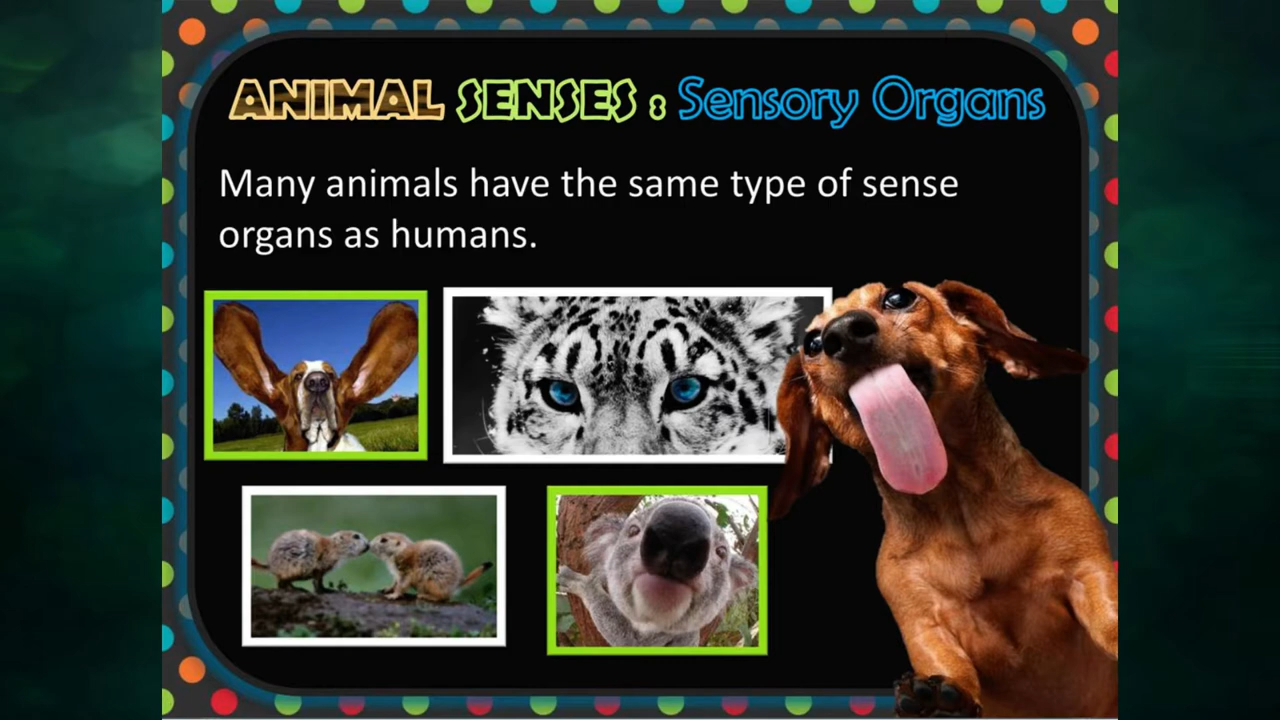 ANIMAL SENSES : Sensory Organs
Many animals have the same type of sense
organs as humans.